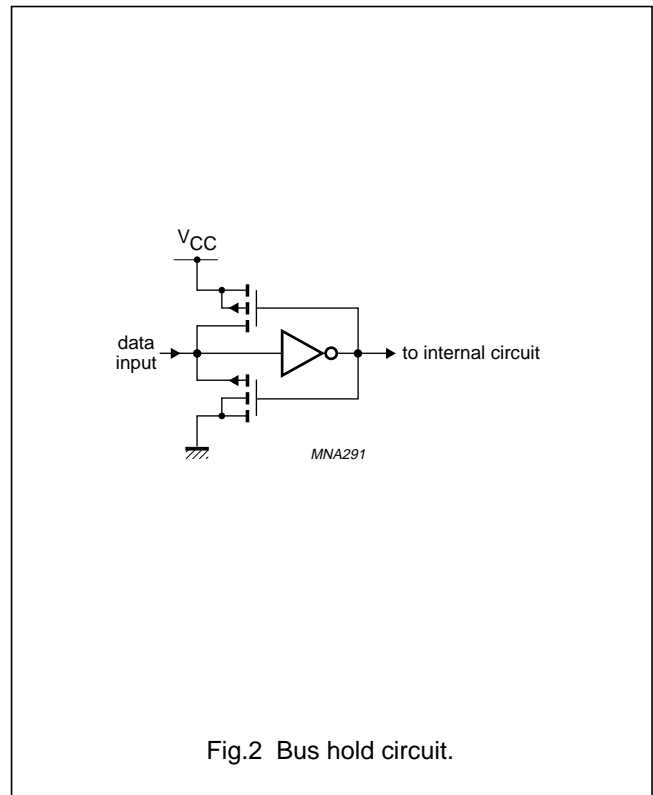 VCC
data
input
to internal circuit
MNA291
Fig.2 Bus hold circuit.